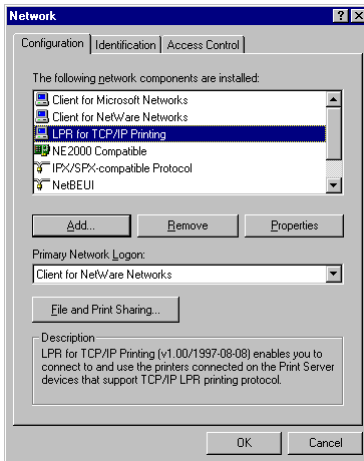 Network
Configuration Identification Access Control
The following network components are installed:
Client for Microsoft Networks
Client for NetWare Networks
LPR for TCP/IP Printing
NE2000 Compatible
IPX/SPX-compatible Protocol
NetBEUI
Add... Remove Properties
Primary Network Logon:
Client for NetWare Networks
File and Print Sharing...
Description
LPR for TCP/IP Printing (v1.00/1997-08-08) enables you to
connect to and use the printers connected on the Print Server
devices that support TCP/IP LPR printing protocol.
OK Cancel